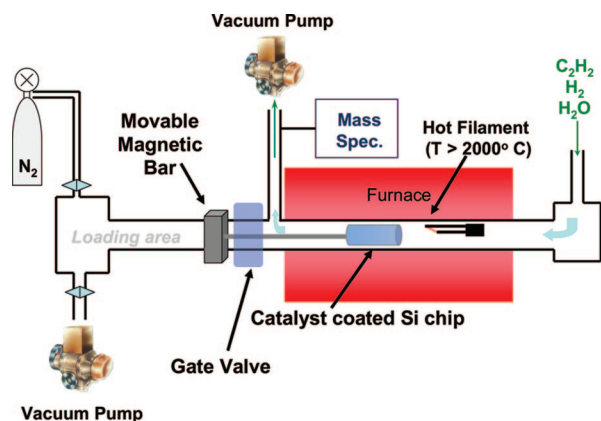 Vacuum Pump
C₂H₂
H₂
H₂O
Movable
Magnetic
Bar
Mass
Spec.
Hot Filament
(T > 2000° C)
N₂
Furnace
Loading area
Catalyst coated Si chip
Gate Valve
Vacuum Pump